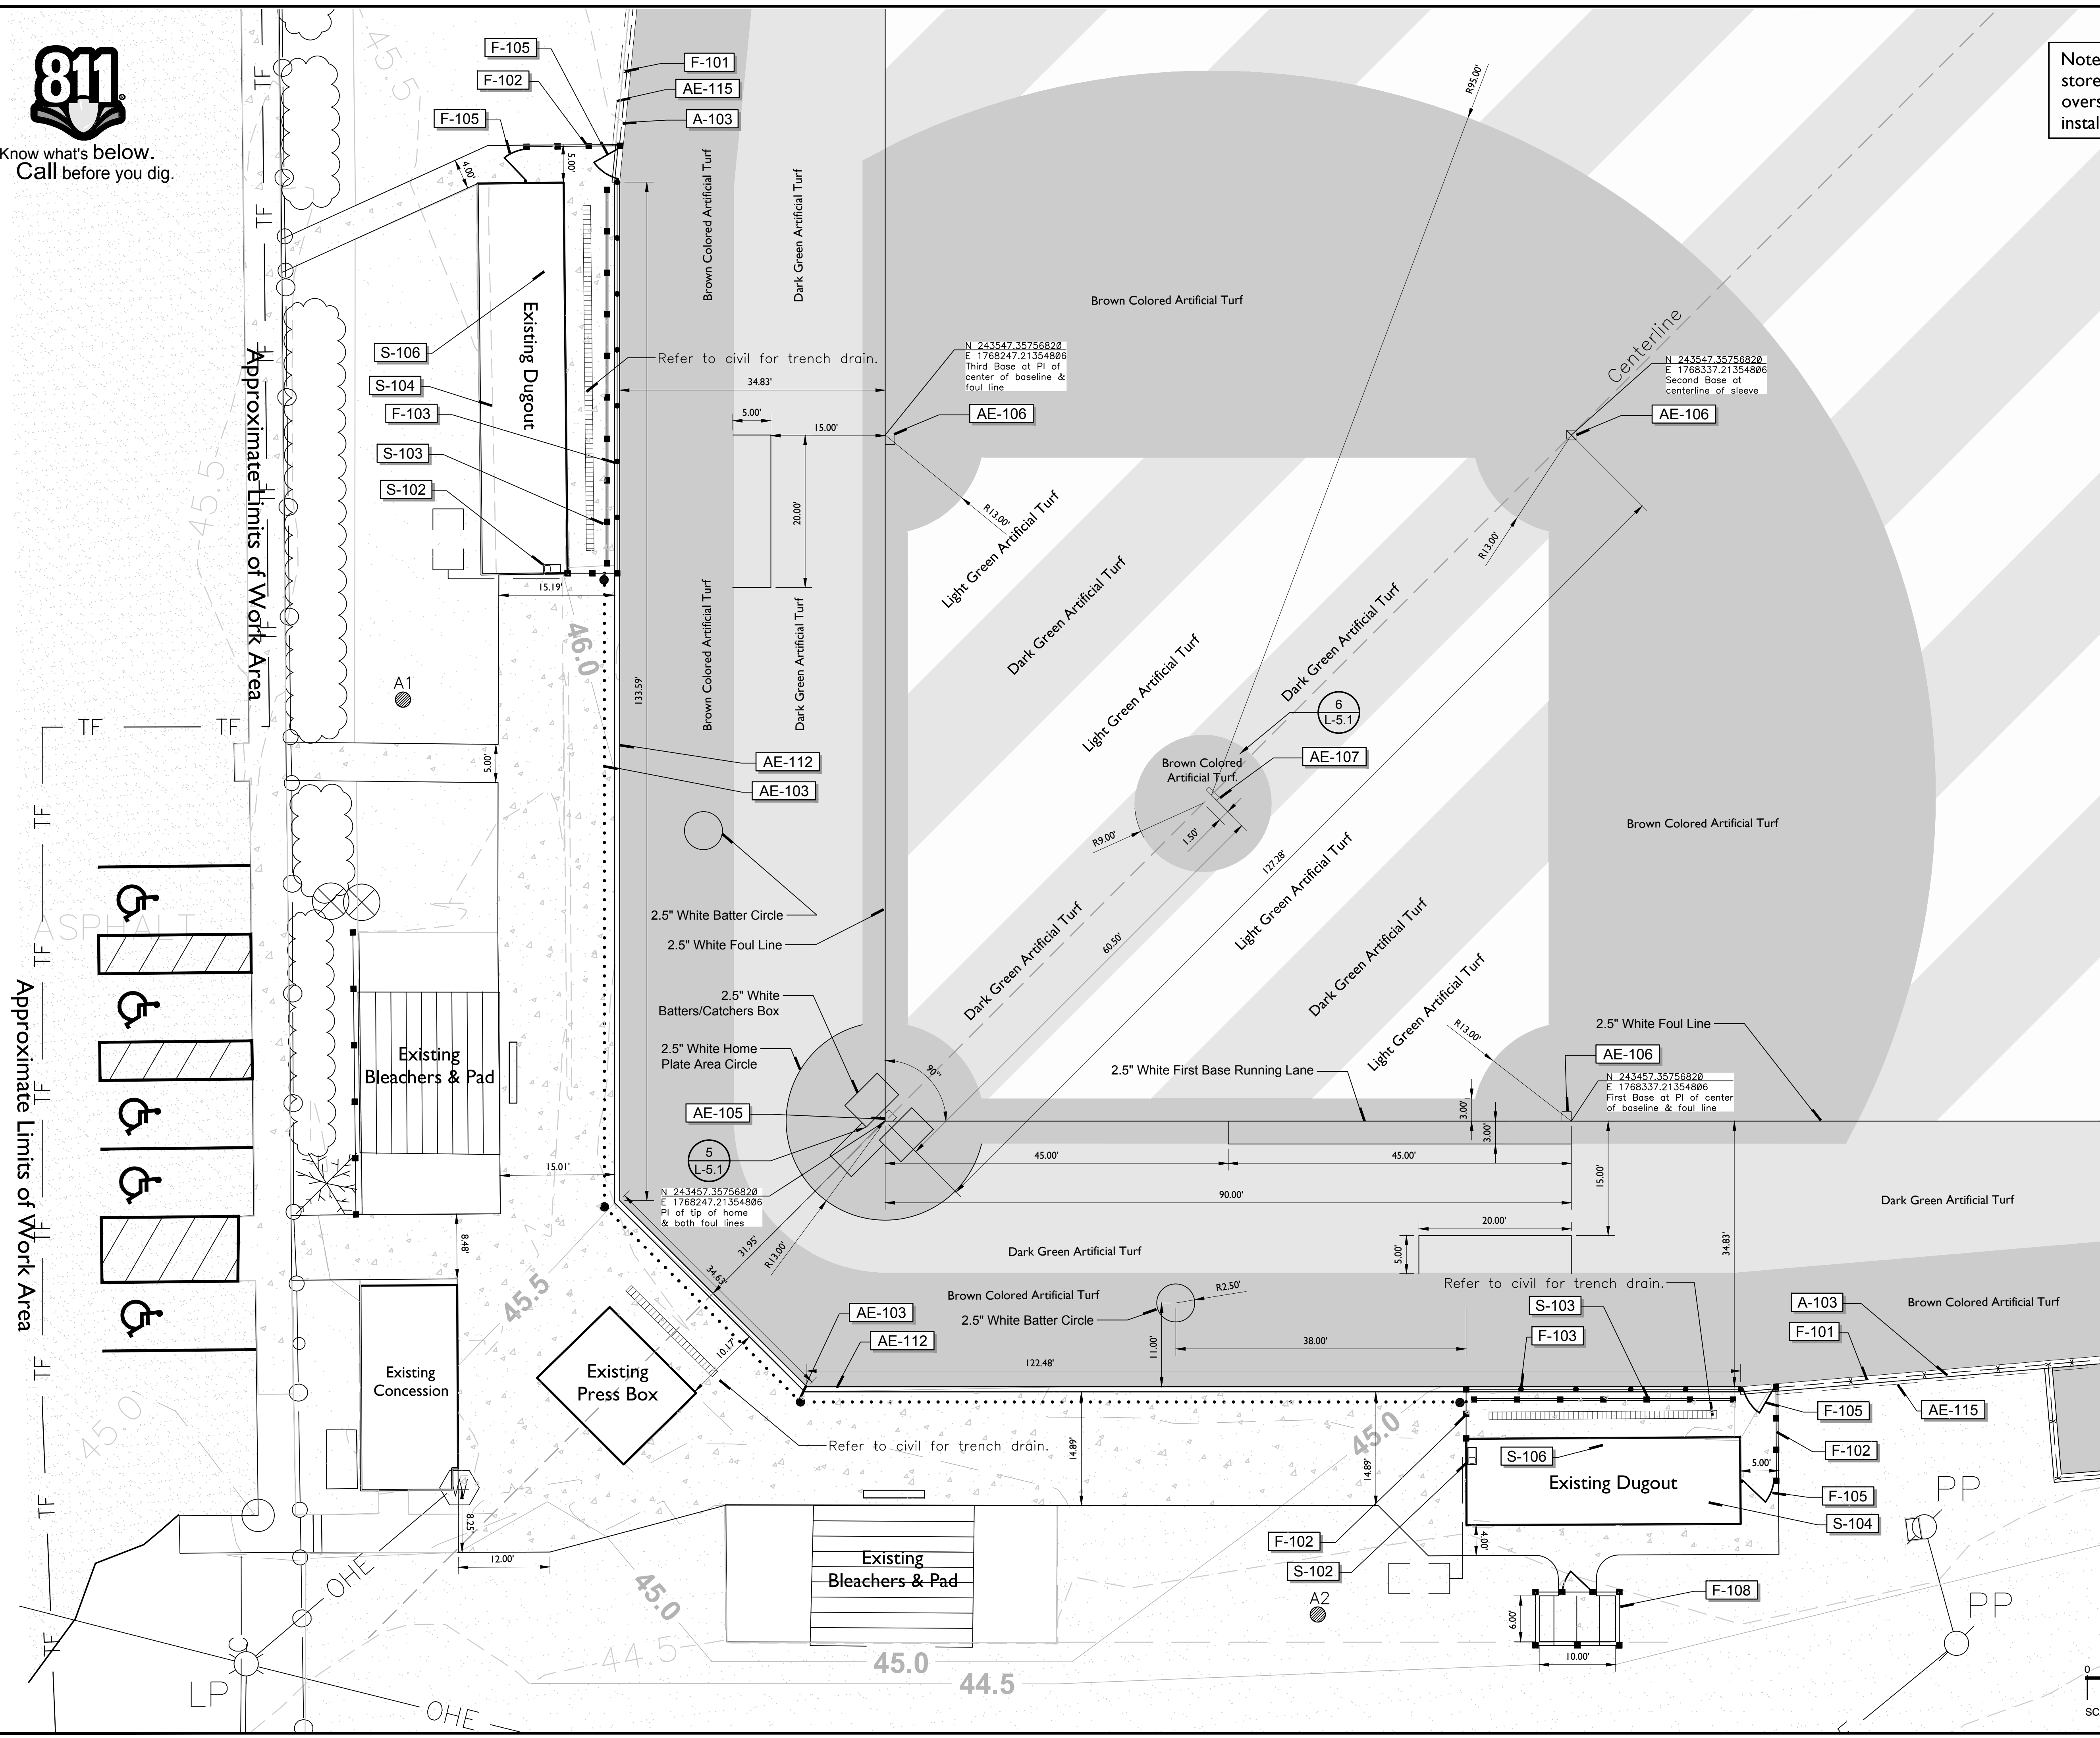 811
Know what's below.
Call before you dig.
Note
store
overs
instal
F-105
F-102
F-105
F-101
AE-115
A-103
4.00'
5.00'
45.5
TF
TF
TF
Brown Colored Artificial Turf
Dark Green Artificial Turf
Brown Colored Artificial Turf
R95.00'
Centerline
Existing Dugout
S-106
S-104
F-103
S-103
S-102
Refer to civil for trench drain.
34.83'
5.00'
15.00'
20.00'
N 243547.35756820
E 1768247.21354806
Third Base at PI of
center of baseline &
foul line
AE-106
N 243547.35756820
E 1768337.21354806
Second Base at
centerline of sleeve
AE-106
R13.00'
R13.00'
Approximate Limits of Work Area
45.5
15.19'
46.0
133.59'
A1
TF
TF
5.00'
Brown Colored Artificial Turf
Dark Green Artificial Turf
Light Green Artificial Turf
Dark Green Artificial Turf
Light Green Artificial Turf
Dark Green Artificial Turf
6
L-5.1
AE-107
Brown Colored
Artificial Turf.
R9.00'
1.50'
127.28'
60.50'
Brown Colored Artificial Turf
AE-112
AE-103
2.5" White Batter Circle
2.5" White Foul Line
2.5" White
Batters/Catchers Box
2.5" White Home
Plate Area Circle
AE-105
5
L-5.1
N 243457.35756820
E 1768247.21354806
PI of tip of home
& both foul lines
Dark Green Artificial Turf
Light Green Artificial Turf
Dark Green Artificial Turf
Light Green Artificial Turf
90°
2.5" White First Base Running Lane
R13.00'
2.5" White Foul Line
AE-106
N 243457.35756820
E 1768337.21354806
First Base at PI of center
of baseline & foul line
3.00'
3.00'
45.00'
45.00'
90.00'
15.00'
34.83'
20.00'
5.00'
Dark Green Artificial Turf
Dark Green Artificial Turf
ASPHALT
TF
TF
TF
TF
TF
TF
TF
Approximate Limits of Work Area
Existing
Bleachers & Pad
15.01'
8.48'
31.95'
R13.00'
34.63'
45.5
10.17'
Existing
Concession
Existing
Press Box
Refer to civil for trench drain.
AE-103
AE-112
Brown Colored Artificial Turf
2.5" White Batter Circle
R2.50'
11.00'
38.00'
122.48'
Refer to civil for trench drain.
S-103
F-103
A-103
F-101
Brown Colored Artificial Turf
F-105
AE-115
F-102
F-105
S-104
S-106
Existing Dugout
5.00'
4.00'
14.89'
14.89'
45.0
45.0
8.25'
12.00'
Existing
Bleachers & Pad
F-102
S-102
A2
F-108
6.00'
10.00'
PP
PP
OHE
OHE
LP
45.0
44.5
45.0
44.5
0
SC